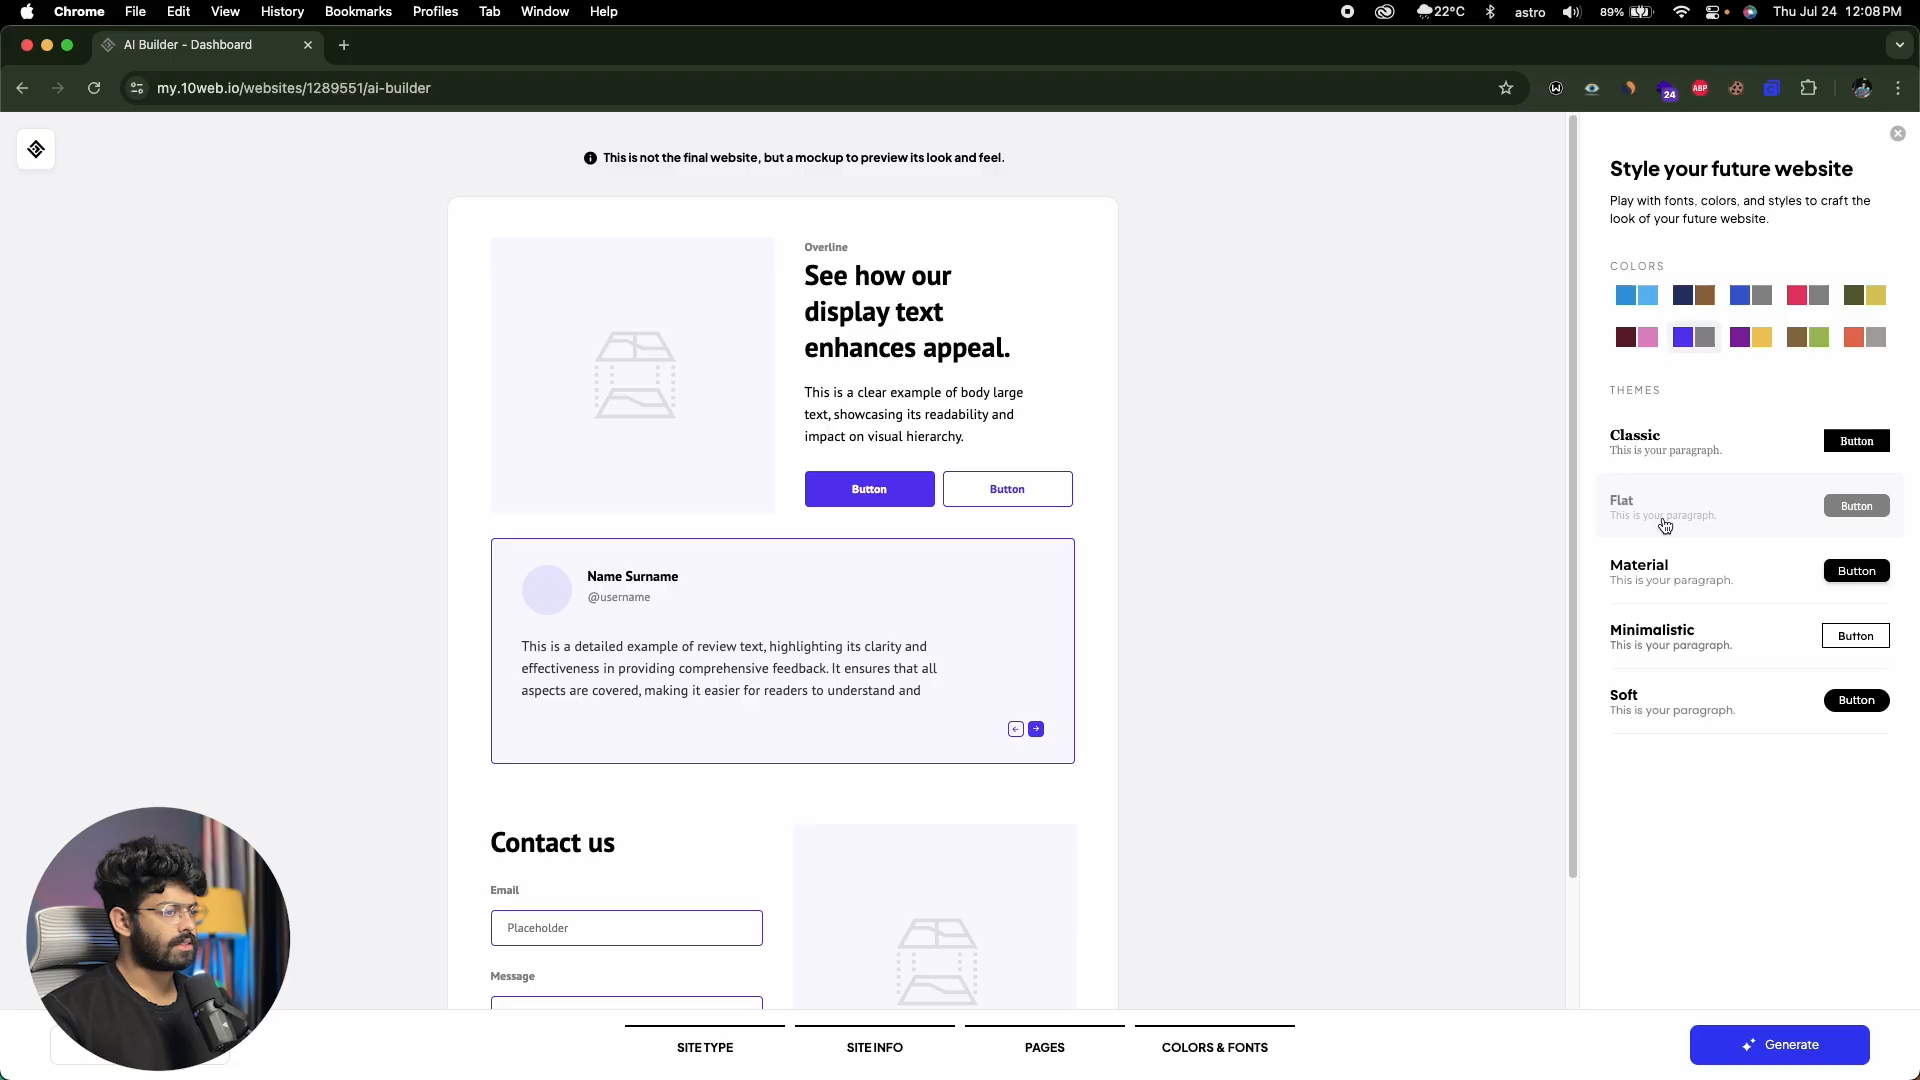 Chrome File Edit View History Bookmarks Profiles Tab Window Help
22°C astro 89% Thu Jul 24 12:08 PM
AI Builder - Dashboard
my.10web.io/websites/1289551/ai-builder
24
ABP
This is not the final website, but a mockup to preview its look and feel.
Overline
See how our
display text
enhances appeal.
This is a clear example of body large
text, showcasing its readability and
impact on visual hierarchy.
Button Button
Name Surname
@username
This is a detailed example of review text, highlighting its clarity and
effectiveness in providing comprehensive feedback. It ensures that all
aspects are covered, making it easier for readers to understand and
Contact us
Email
Placeholder
Message
Style your future website
Play with fonts, colors, and styles to craft the
look of your future website.
COLORS
THEMES
Classic
This is your paragraph.
Button
Flat
This is your paragraph.
Button
Material
This is your paragraph.
Button
Minimalistic
This is your paragraph.
Button
Soft
This is your paragraph.
Button
SITE TYPE SITE INFO PAGES COLORS & FONTS
Generate